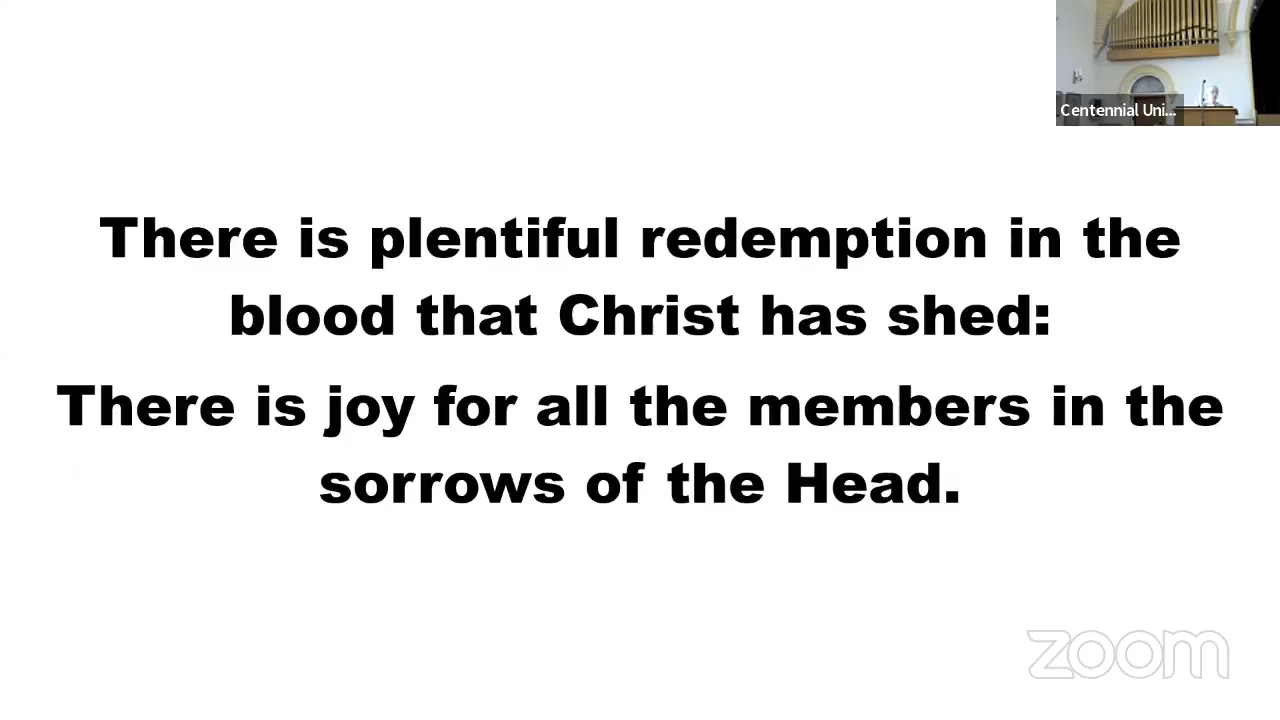 Centennial Uni...
There is plentiful redemption in the
blood that Christ has shed:
There is joy for all the members in the
sorrows of the Head.
zoom